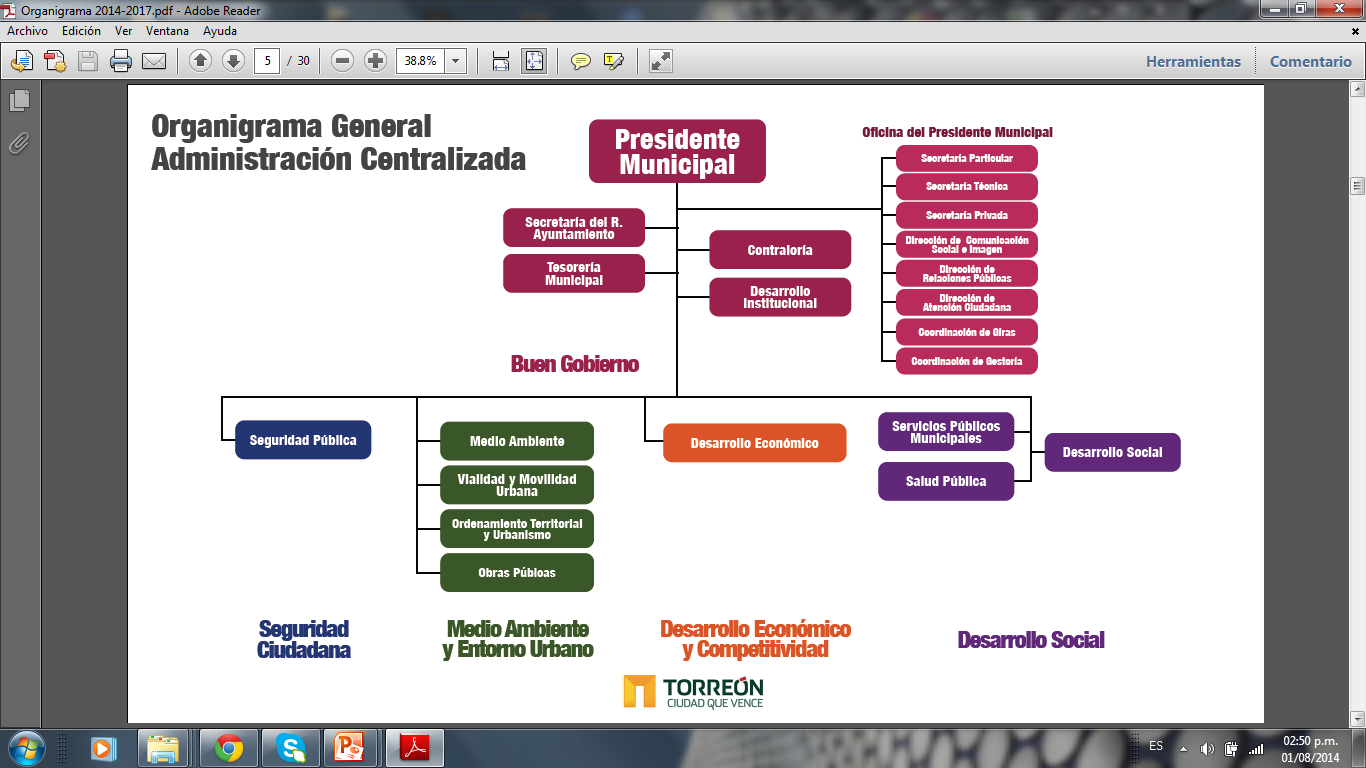 Organigrama 2014-2017.pdf - Adobe Reader
Archivo Edición Ver Ventana Ayuda
5 / 30 38.8% Herramientas Comentario
Organigrama General
Administración Centralizada
Presidente
Municipal
Oficina del Presidente Municipal
Secretaría Particular
Secretaría Técnica
Secretaría Privada
Dirección de Comunicación
Social e Imagen
Dirección de
Relaciones Públicas
Dirección de
Atención Ciudadana
Coordinación de Giras
Coordinación de Gestoría
Secretaría del R.
Ayuntamiento
Tesorería
Municipal
Contraloría
Desarrollo
Institucional
Buen Gobierno
Seguridad Pública
Medio Ambiente
Vialidad y Movilidad
Urbana
Ordenamiento Territorial
y Urbanismo
Obras Púbicas
Desarrollo Económico
Servicios Públicos
Municipales
Salud Pública
Desarrollo Social
Seguridad
Ciudadana
Medio Ambiente
y Entorno Urbano
Desarrollo Económico
y Competitividad
Desarrollo Social
TORREÓN
CIUDAD QUE VENCE
ES
02:50 p.m.
01/08/2014